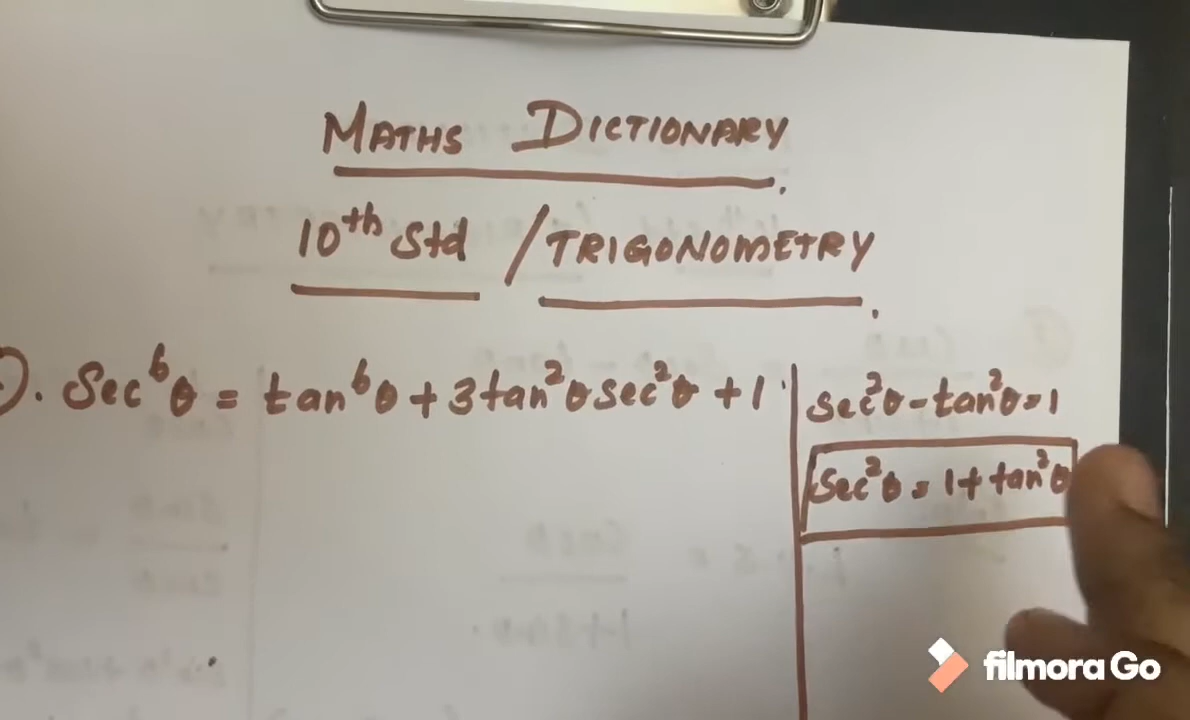 MATHS DICTIONARY.
10th Std / TRIGONOMETRY.
). Sec⁶θ = tan⁶θ + 3tan²θsec²θ + 1
sec²θ - tan²θ = 1
Sec²θ = 1 + tan²θ
filmora Go